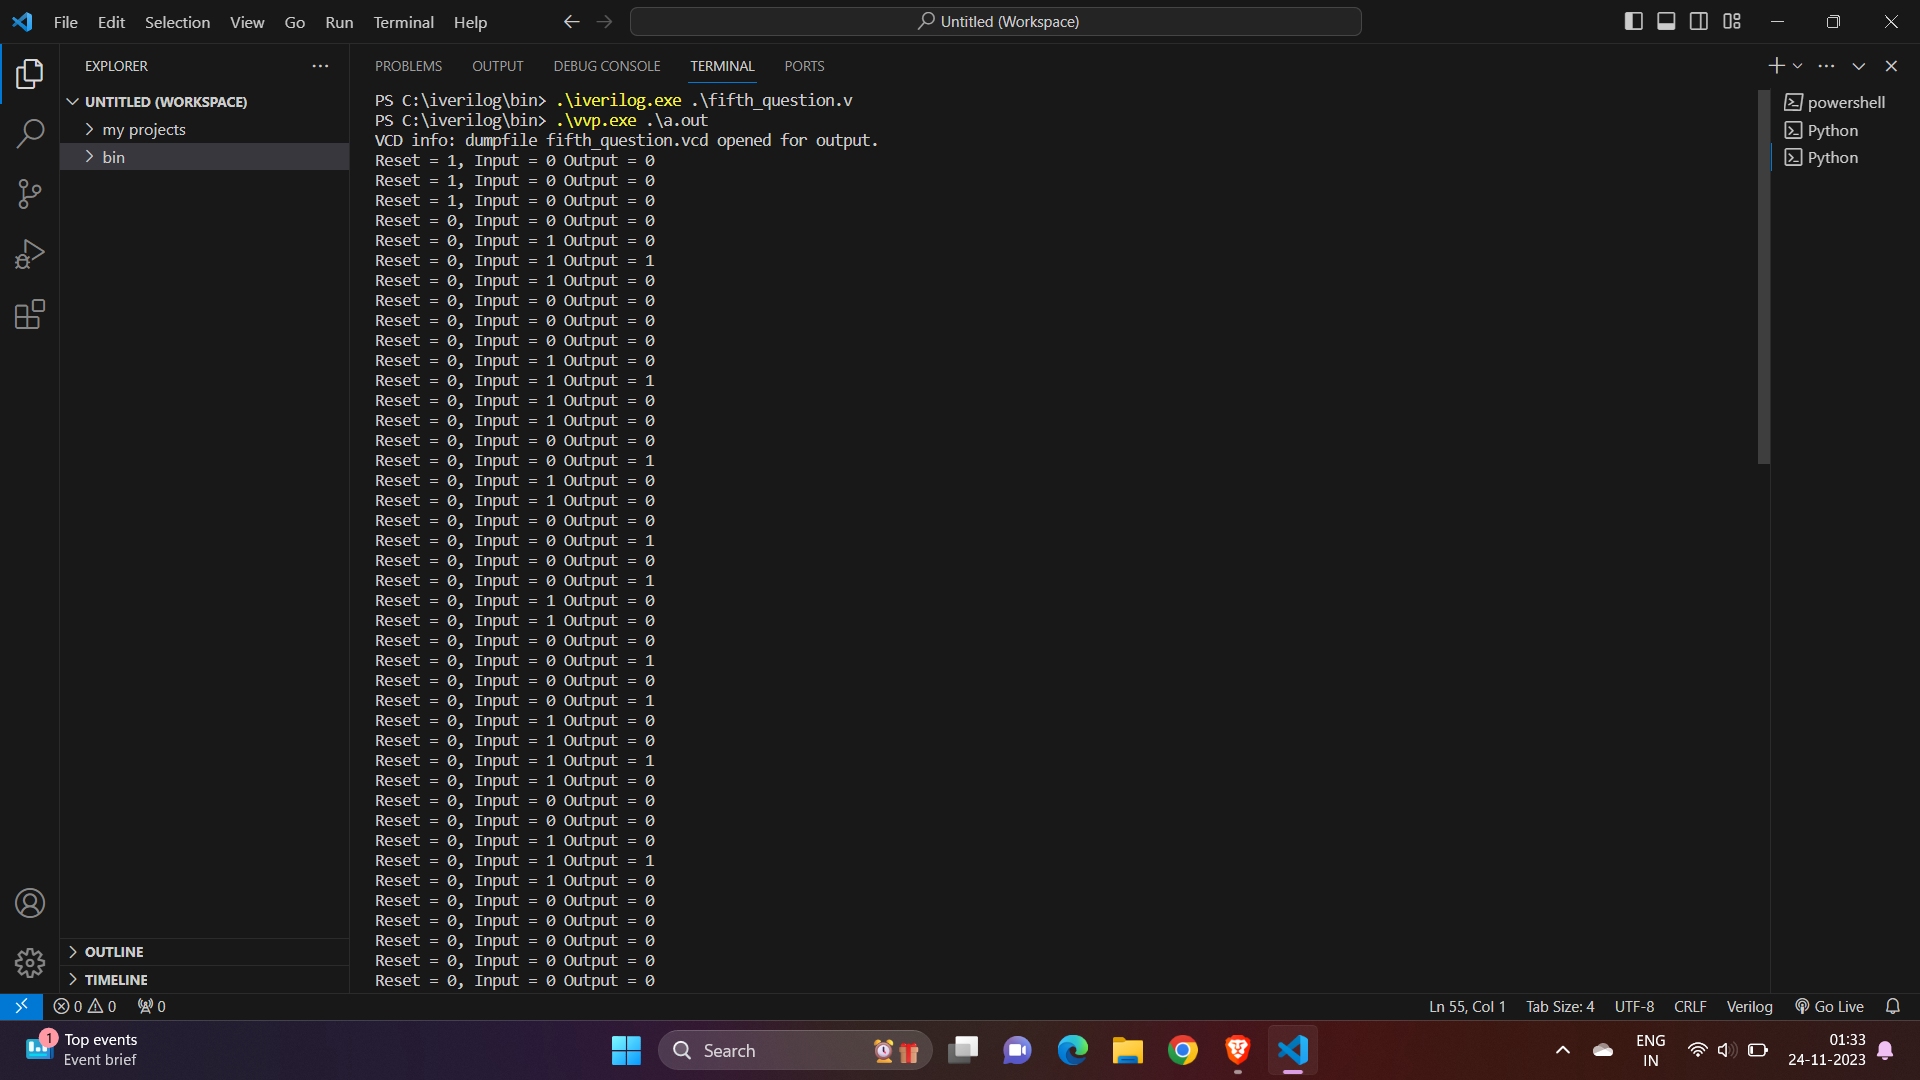 File Edit Selection View Go Run Terminal Help
Untitled (Workspace)
EXPLORER
UNTITLED (WORKSPACE)
my projects
bin
OUTLINE
TIMELINE
PROBLEMS OUTPUT DEBUG CONSOLE TERMINAL PORTS
PS C:\iverilog\bin> .\iverilog.exe .\fifth_question.v
PS C:\iverilog\bin> .\vvp.exe .\a.out
VCD info: dumpfile fifth_question.vcd opened for output.
Reset = 1, Input = 0 Output = 0
Reset = 1, Input = 0 Output = 0
Reset = 1, Input = 0 Output = 0
Reset = 0, Input = 0 Output = 0
Reset = 0, Input = 1 Output = 0
Reset = 0, Input = 1 Output = 1
Reset = 0, Input = 1 Output = 0
Reset = 0, Input = 0 Output = 0
Reset = 0, Input = 0 Output = 0
Reset = 0, Input = 0 Output = 0
Reset = 0, Input = 1 Output = 0
Reset = 0, Input = 1 Output = 1
Reset = 0, Input = 1 Output = 0
Reset = 0, Input = 1 Output = 0
Reset = 0, Input = 0 Output = 0
Reset = 0, Input = 0 Output = 1
Reset = 0, Input = 1 Output = 0
Reset = 0, Input = 1 Output = 0
Reset = 0, Input = 0 Output = 0
Reset = 0, Input = 0 Output = 1
Reset = 0, Input = 0 Output = 0
Reset = 0, Input = 0 Output = 1
Reset = 0, Input = 1 Output = 0
Reset = 0, Input = 1 Output = 0
Reset = 0, Input = 0 Output = 0
Reset = 0, Input = 0 Output = 1
Reset = 0, Input = 0 Output = 0
Reset = 0, Input = 0 Output = 1
Reset = 0, Input = 1 Output = 0
Reset = 0, Input = 1 Output = 0
Reset = 0, Input = 1 Output = 1
Reset = 0, Input = 1 Output = 0
Reset = 0, Input = 0 Output = 0
Reset = 0, Input = 0 Output = 0
Reset = 0, Input = 1 Output = 0
Reset = 0, Input = 1 Output = 1
Reset = 0, Input = 1 Output = 0
Reset = 0, Input = 0 Output = 0
Reset = 0, Input = 0 Output = 0
Reset = 0, Input = 0 Output = 0
Reset = 0, Input = 0 Output = 0
Reset = 0, Input = 0 Output = 0
powershell
Python
Python
0 0 0
Ln 55, Col 1 Tab Size: 4 UTF-8 CRLF Verilog Go Live
1
Top events
Event brief
Search
ENG
IN
01:33
24-11-2023